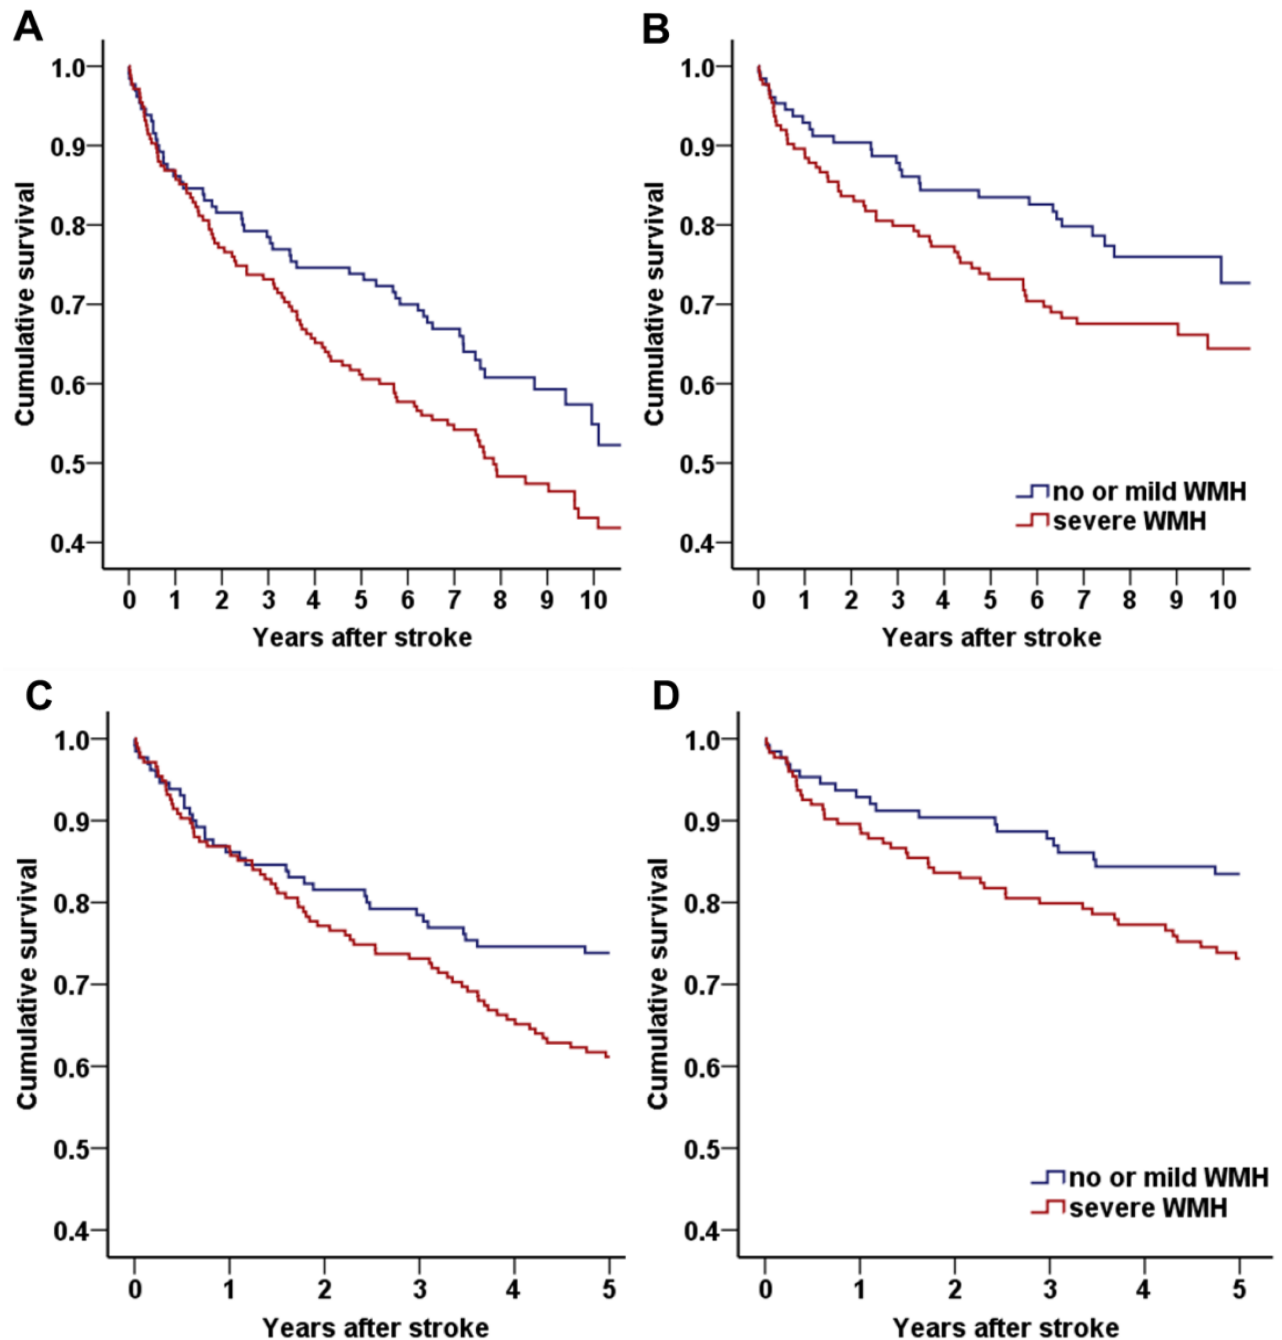 A
1.0
0.9
0.8
0.7
0.6
0.5
0.4
Cumulative survival
0 1 2 3 4 5 6 7 8 9 10
Years after stroke
B
1.0
0.9
0.8
0.7
0.6
0.5
0.4
Cumulative survival
no or mild WMH
severe WMH
0 1 2 3 4 5 6 7 8 9 10
Years after stroke
C
1.0
0.9
0.8
0.7
0.6
0.5
0.4
Cumulative survival
0 1 2 3 4 5
Years after stroke
D
1.0
0.9
0.8
0.7
0.6
0.5
0.4
Cumulative survival
no or mild WMH
severe WMH
0 1 2 3 4 5
Years after stroke